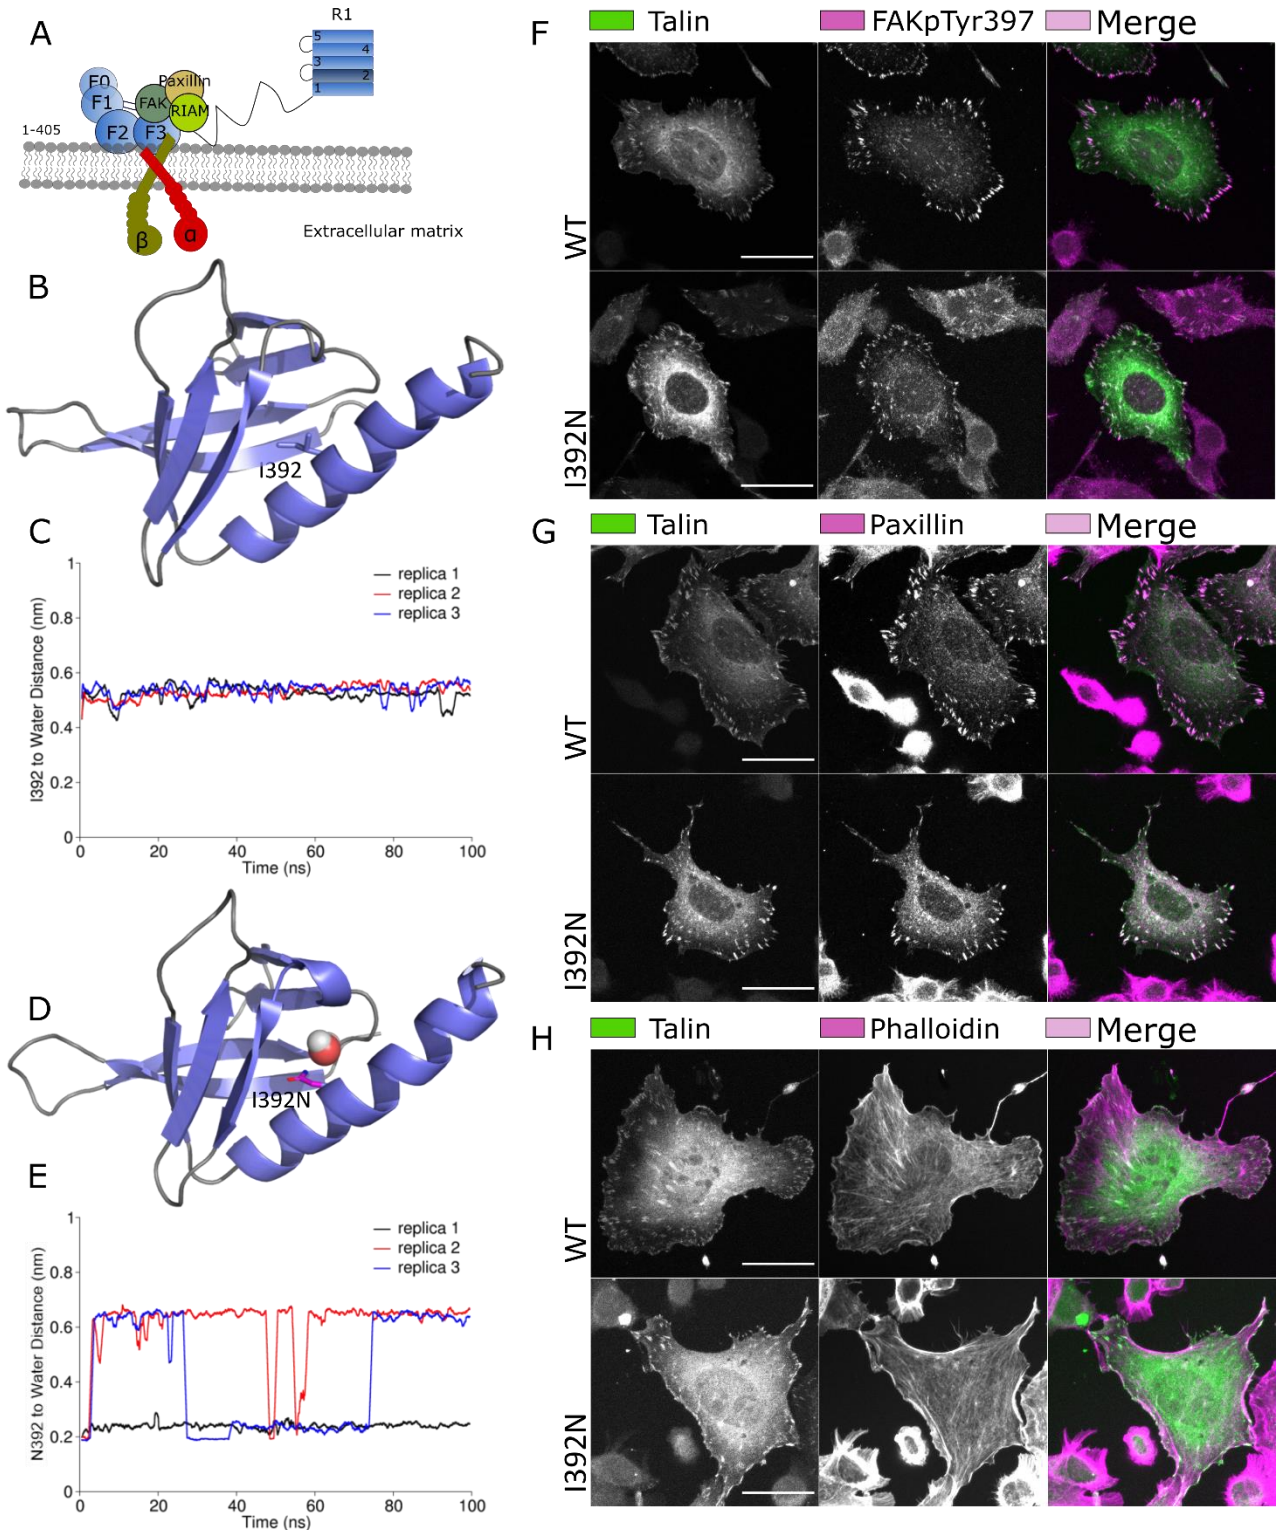 A
R1
5
4
3
2
1
F0
F1
F2
F3
FAK
Paxillin
RIAM
1-405
β
α
Extracellular matrix
B
I392
C
replica 1
replica 2
replica 3
I392 to Water Distance (nm)
1
0.8
0.6
0.4
0.2
0
0 20 40 60 80 100
Time (ns)
D
I392N
E
replica 1
replica 2
replica 3
N392 to Water Distance (nm)
1
0.8
0.6
0.4
0.2
0
0 20 40 60 80 100
Time (ns)
F
Talin FAKpTyr397 Merge
WT
I392N
G
Talin Paxillin Merge
WT
I392N
H
Talin Phalloidin Merge
WT
I392N